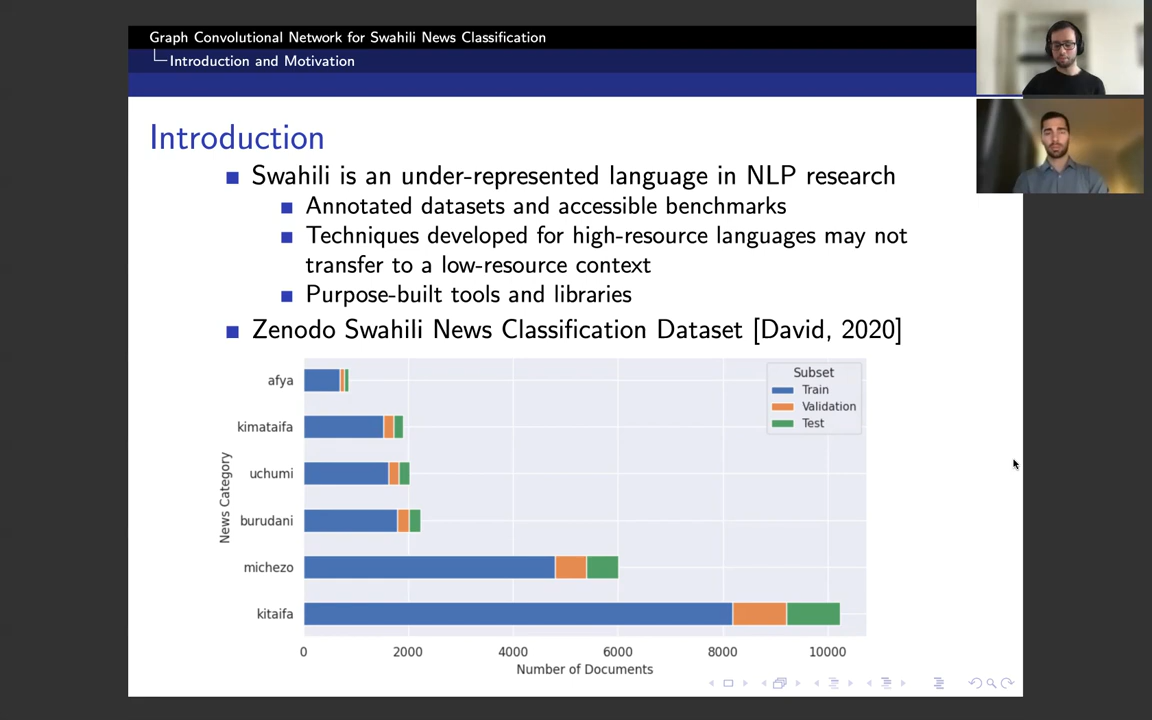 Graph Convolutional Network for Swahili News Classification
Introduction and Motivation
Introduction
Swahili is an under-represented language in NLP research
Annotated datasets and accessible benchmarks
Techniques developed for high-resource languages may not
transfer to a low-resource context
Purpose-built tools and libraries
Zenodo Swahili News Classification Dataset [David, 2020]
Subset
Train
Validation
Test
News Category
afya
kimataifa
uchumi
burudani
michezo
kitaifa
0 2000 4000 6000 8000 10000
Number of Documents